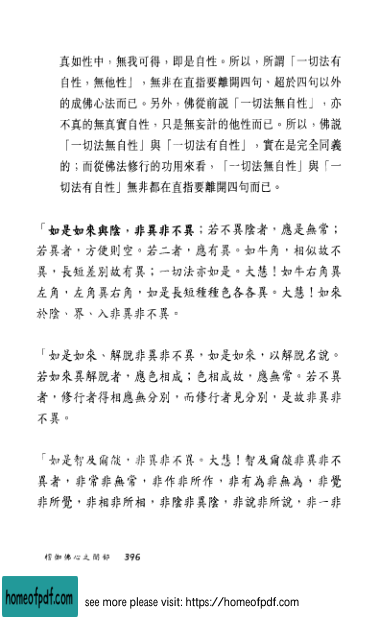 真如性中，無我可得，即是自性。所以，所謂「一切法有
自性，無他性」，無非在直指要離開四句、超於四句以外
的成佛心法而已。另外，佛從前説「一切法無自性」，亦
不真的無真實自性，只是無妄計的他性而已。所以，佛説
「一切法無自性」與「一切法有自性」，實在是完全同義
的；而從佛法修行的功用來看，「一切法無自性」與「一
切法有自性」無非都在直指要離開四句而已。
「如是如來與陰，非異非不異；若不異陰者，應是無常；
若異者，方便則空。若二者，應有異。如牛角，相似故不
異，長短差別故有異；一切法亦如是。大慧！如牛右角異
左角，左角異右角，如是長短種種色各各異。大慧！如來
於陰、界、入非異非不異。
「如是如來、解脫非異非不異，如是如來，以解脫名說。
若如來異解脫者，應色相成；色相成故，應無常。若不異
者，修行者得相應無分別，而修行者見分別，是故非異非
不異。
「如是智及爾燄，非異非不異。大慧！智及爾燄非異非不
異者，非常非無常，非作非所作，非有為非無為，非覺
非所覺，非相非所相，非陰非異陰，非說非所說，非一非
楞伽佛心之開部 396
homeofpdf.com
see more please visit: https://homeofpdf.com